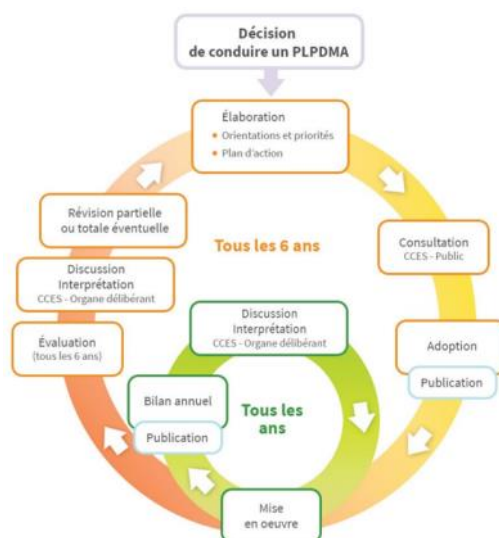 Décision
de conduire un PLPDMA
Élaboration
• Orientations et priorités
• Plan d'action
Révision partielle
ou totale éventuelle
Tous les 6 ans
Consultation
CCES - Public
Discussion
Interprétation
CCES - Organe délibérant
Discussion
Interprétation
CCES - Organe délibérant
Évaluation
(tous les 6 ans)
Adoption
Publication
Bilan annuel
Publication
Tous les
ans
Mise
en oeuvre